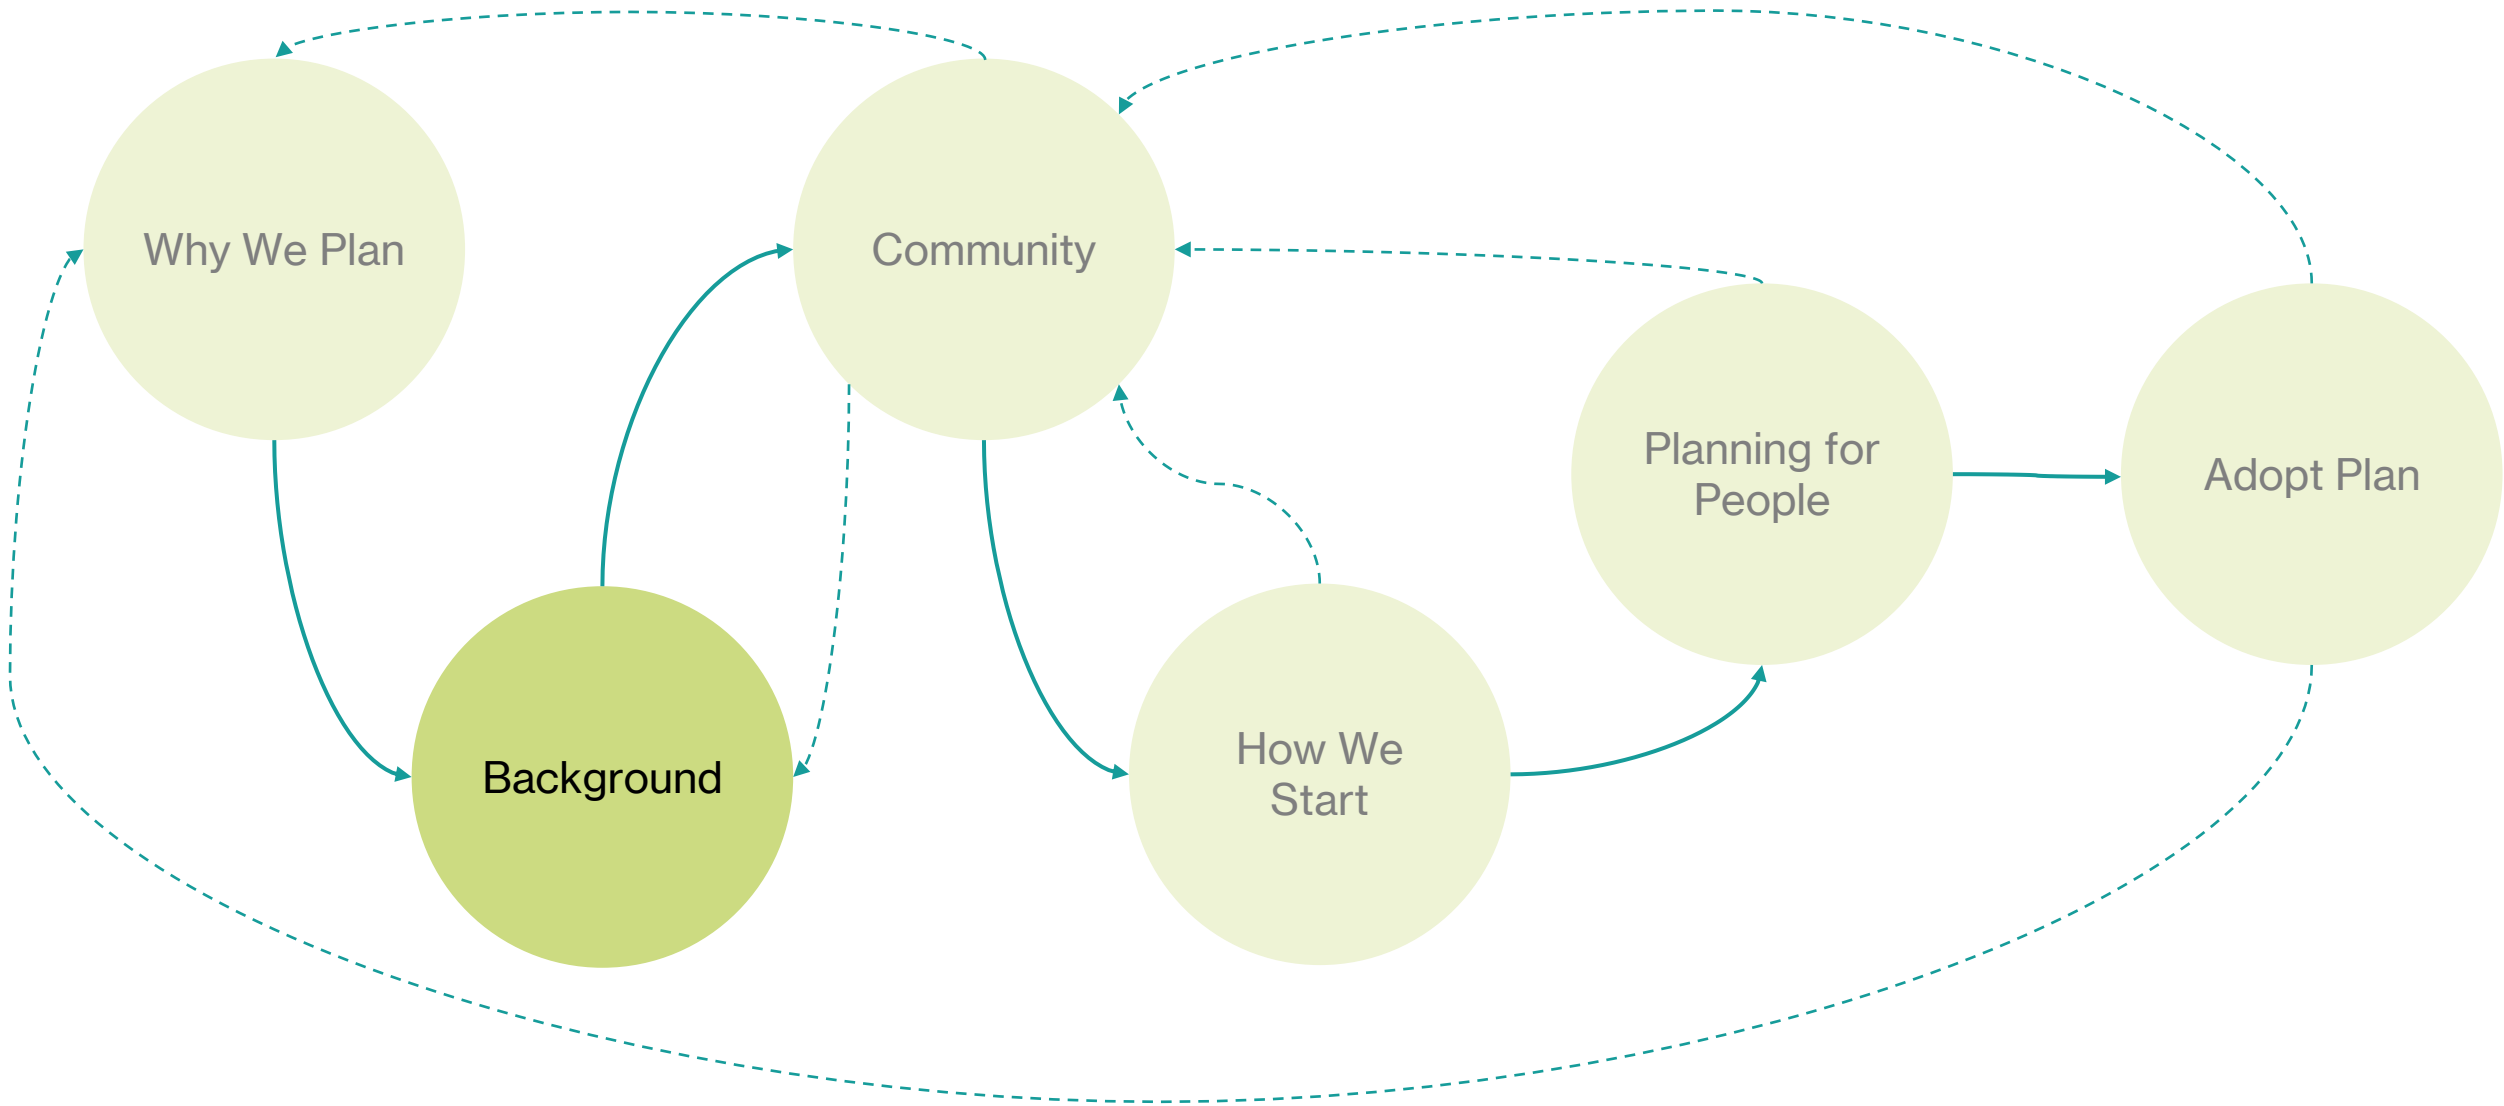 Why We Plan
Background
Community
How We
Start
Planning for
People
Adopt Plan